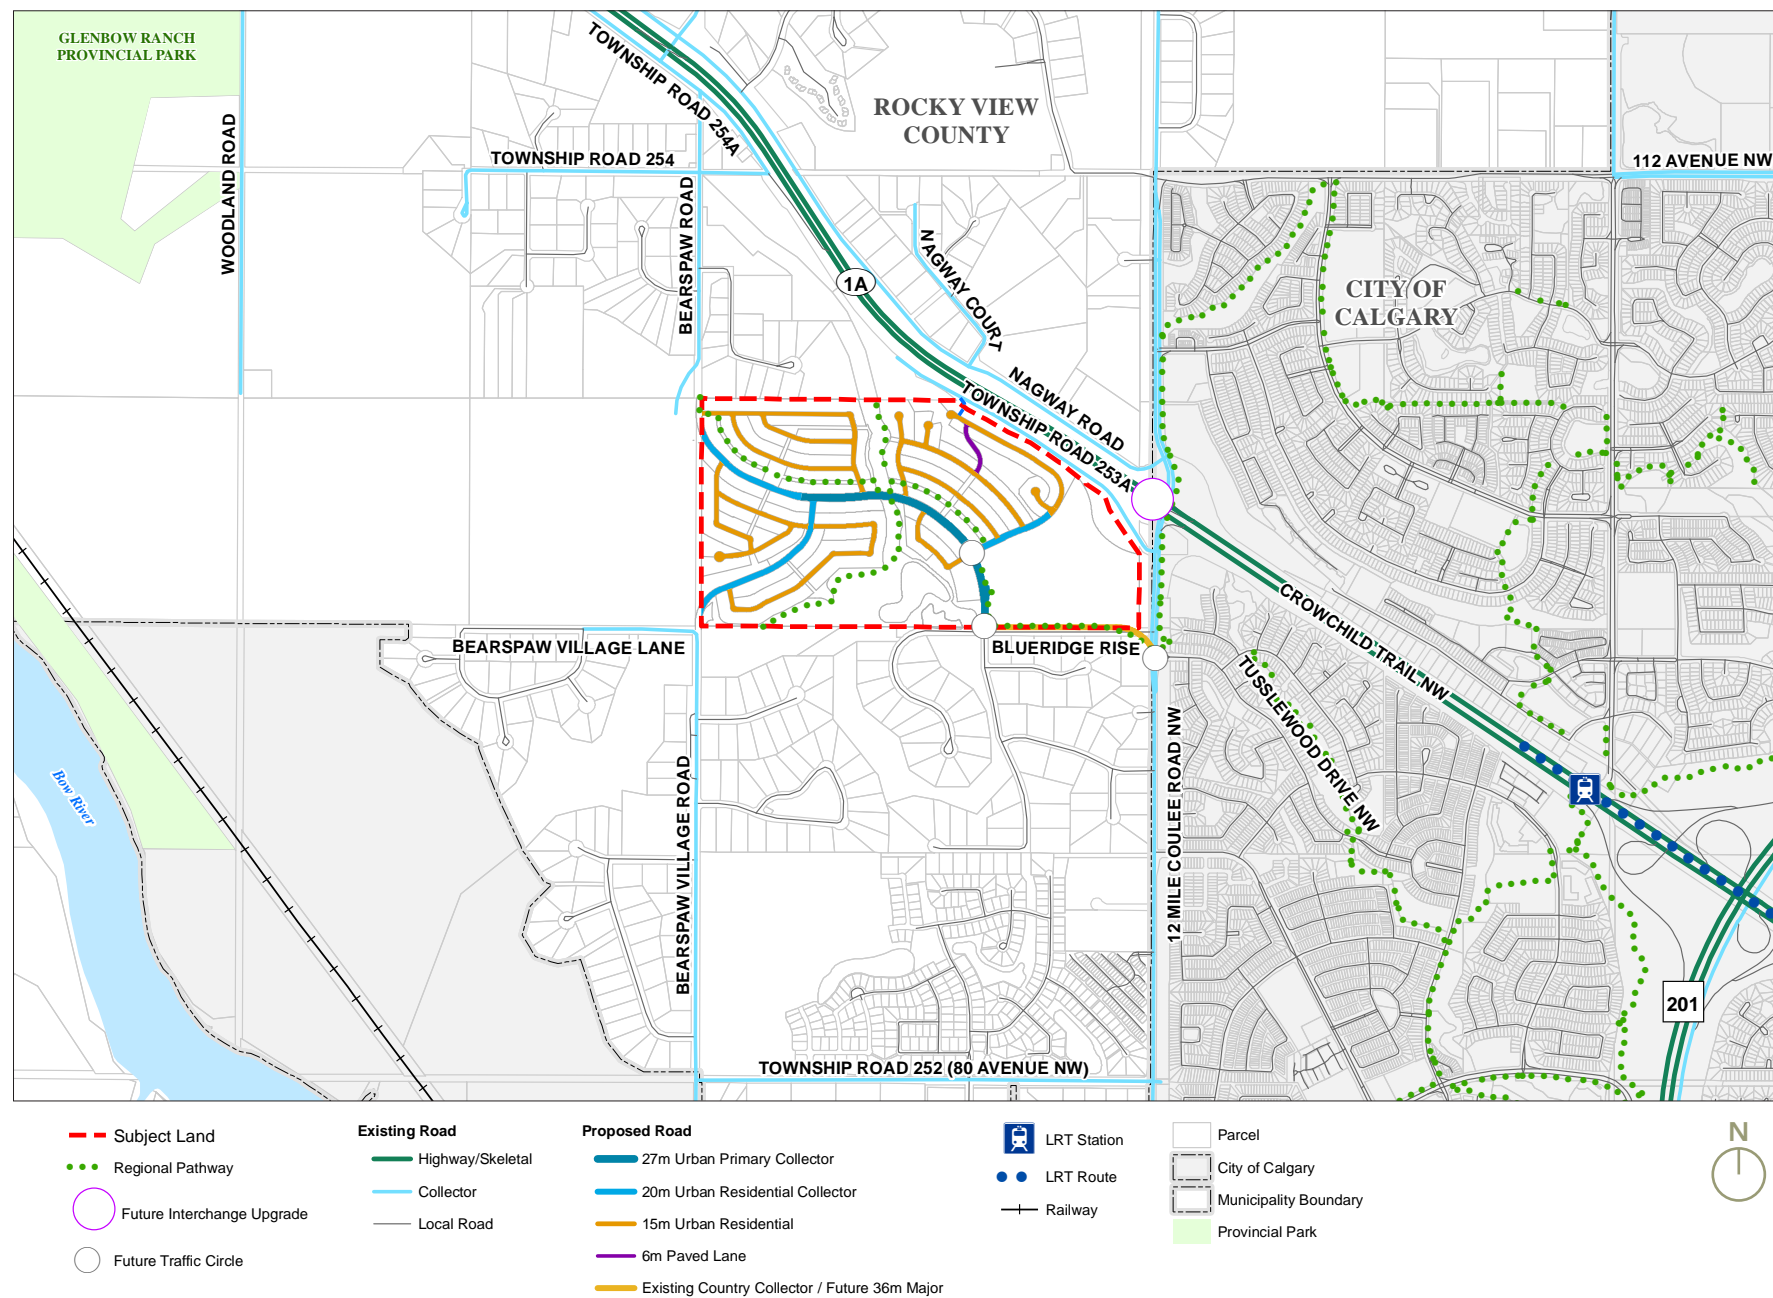 GLENBOW RANCH
PROVINCIAL PARK
WOODLAND ROAD
TOWNSHIP ROAD 254A
TOWNSHIP ROAD 254
BEARSPAW ROAD
ROCKY VIEW
COUNTY
112 AVENUE NW
NAGWAY COURT
1A
CITY OF
CALGARY
NAGWAY ROAD
TOWNSHIP ROAD 253A
CROWCHILD TRAIL NW
BEARSPAW VILLAGE LANE
BLUERIDGE RISE
TUSSLEWOOD DRIVE NW
Bow River
BEARSPAW VILLAGE ROAD
12 MILE COULEE ROAD NW
201
TOWNSHIP ROAD 252 (80 AVENUE NW)
Subject Land
Regional Pathway
Future Interchange Upgrade
Future Traffic Circle
Existing Road
Highway/Skeletal
Collector
Local Road
Proposed Road
27m Urban Primary Collector
20m Urban Residential Collector
15m Urban Residential
6m Paved Lane
Existing Country Collector / Future 36m Major
LRT Station
LRT Route
Railway
Parcel
City of Calgary
Municipality Boundary
Provincial Park
N